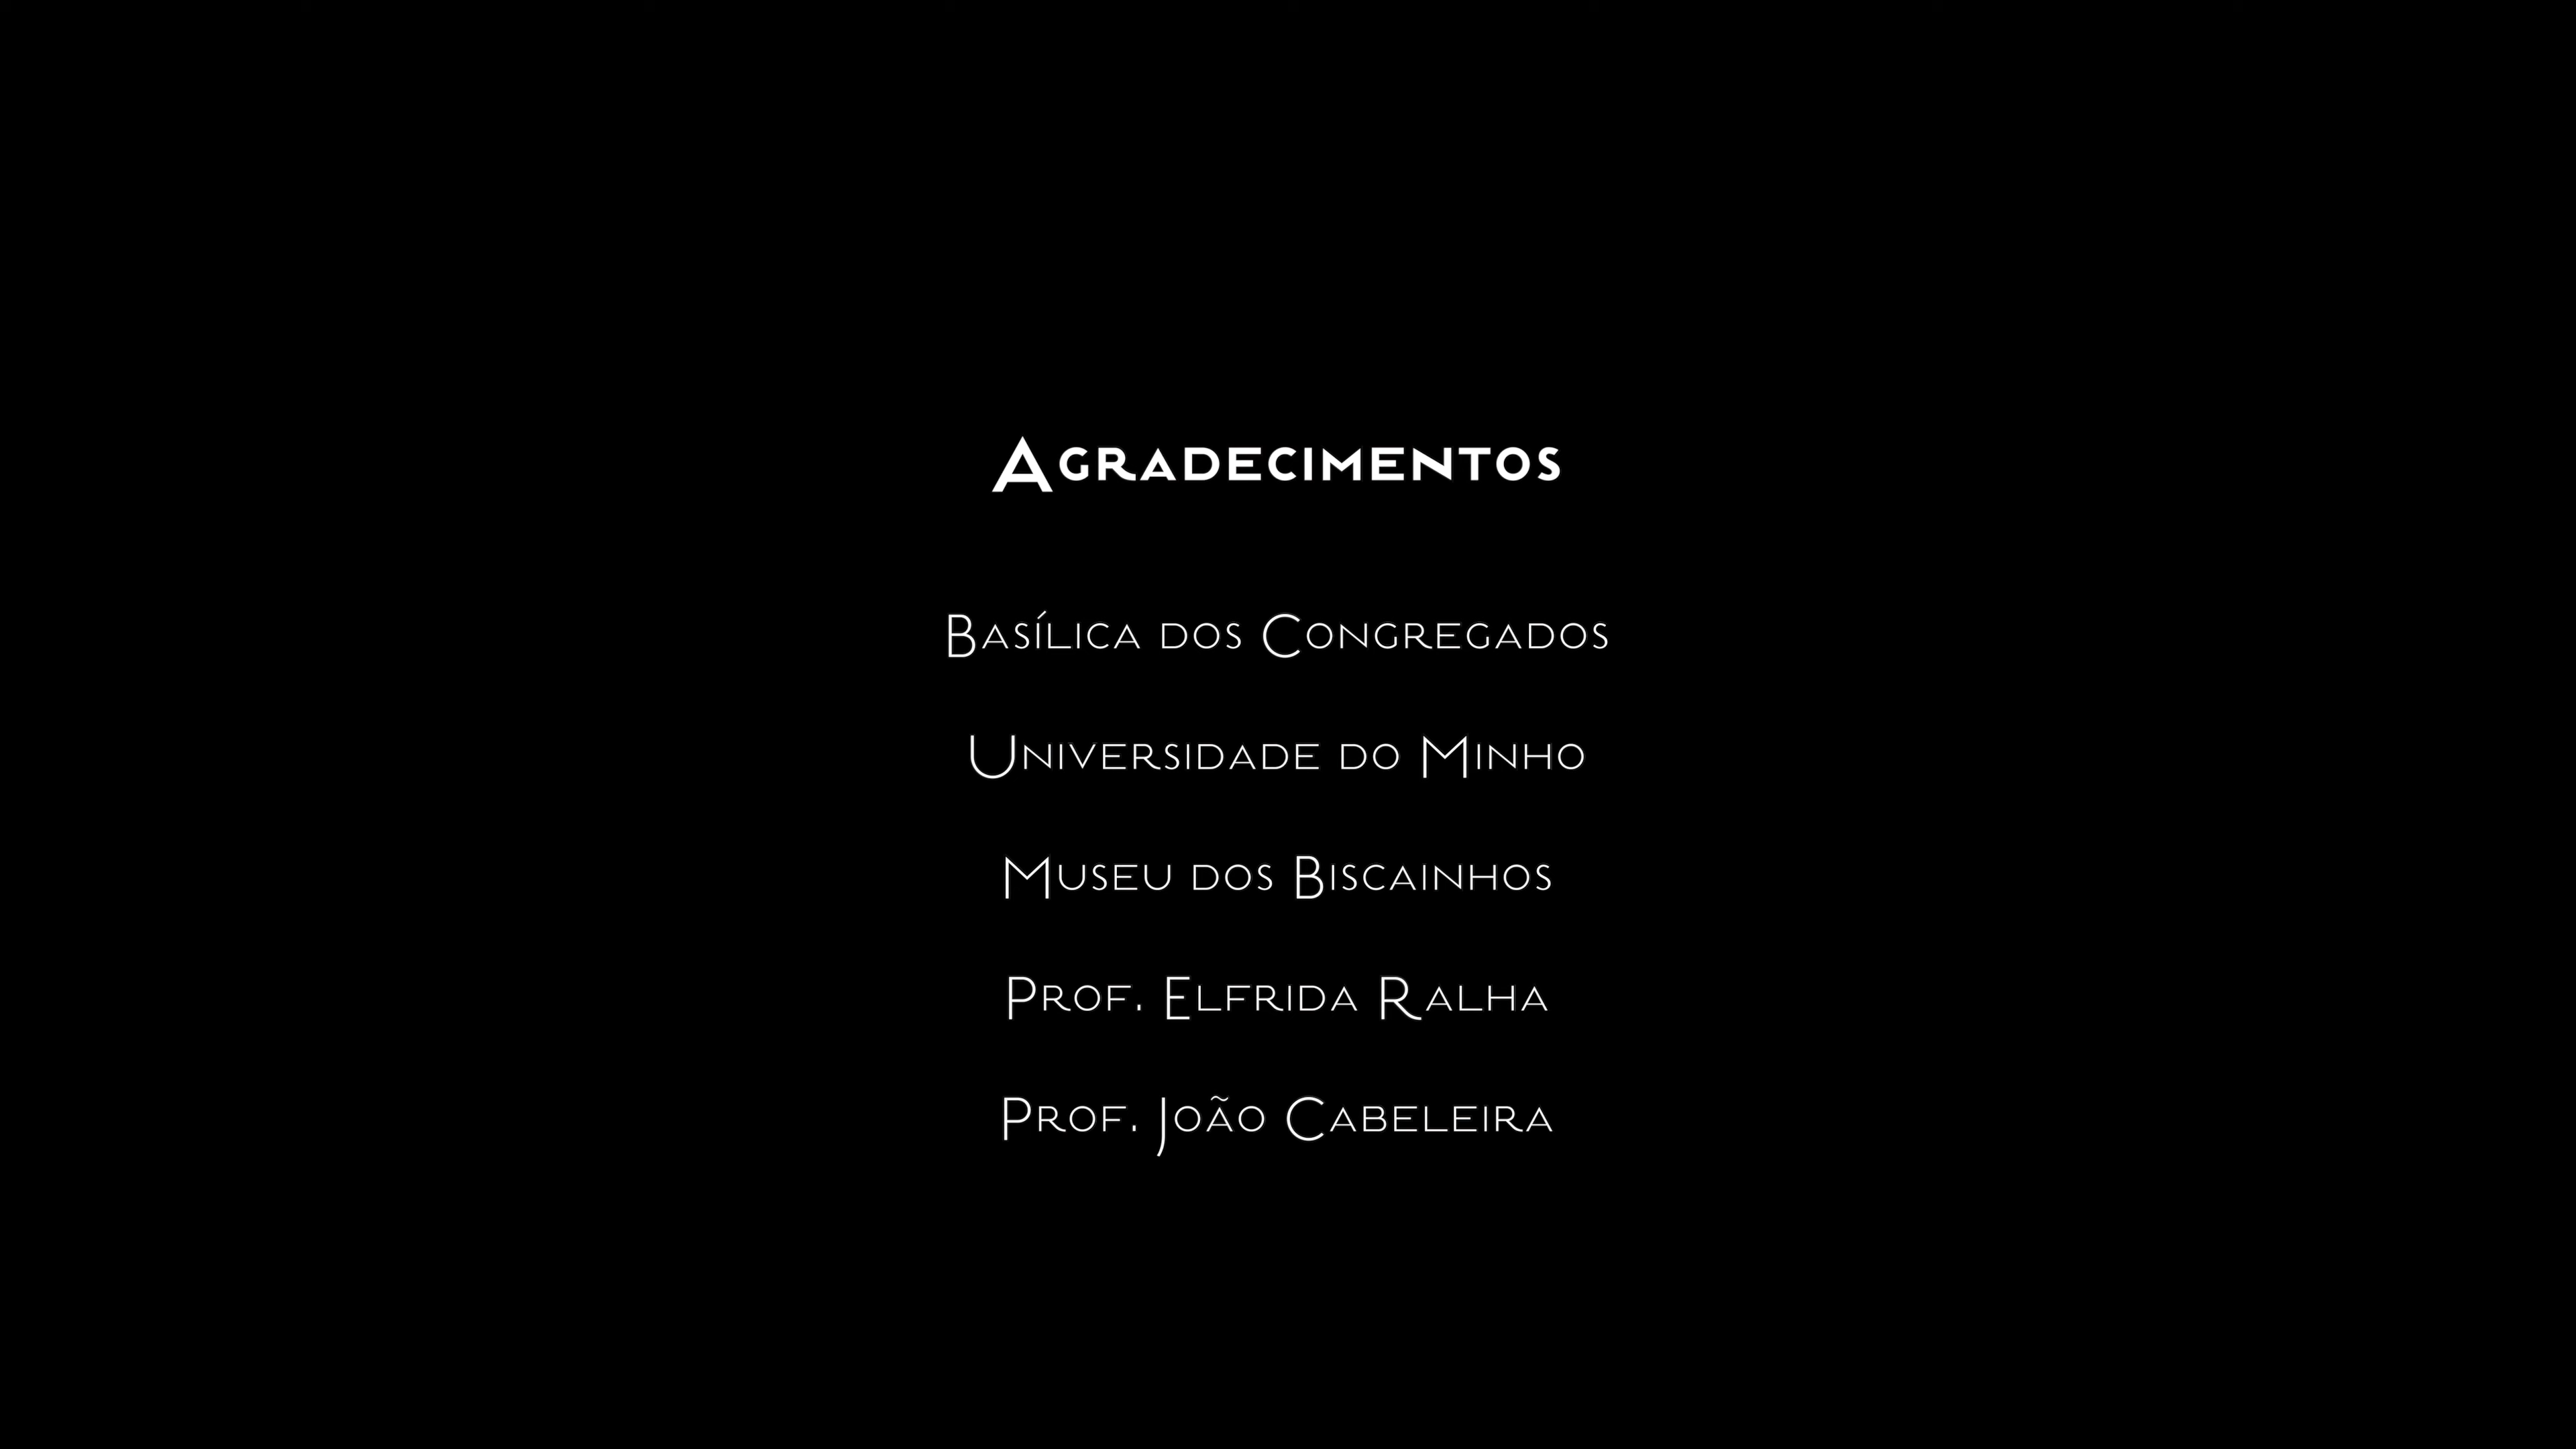 Agradecimentos
Basílica dos Congregados
Universidade do Minho
Museu dos Biscainhos
Prof. Elfrida Ralha
Prof. João Cabeleira